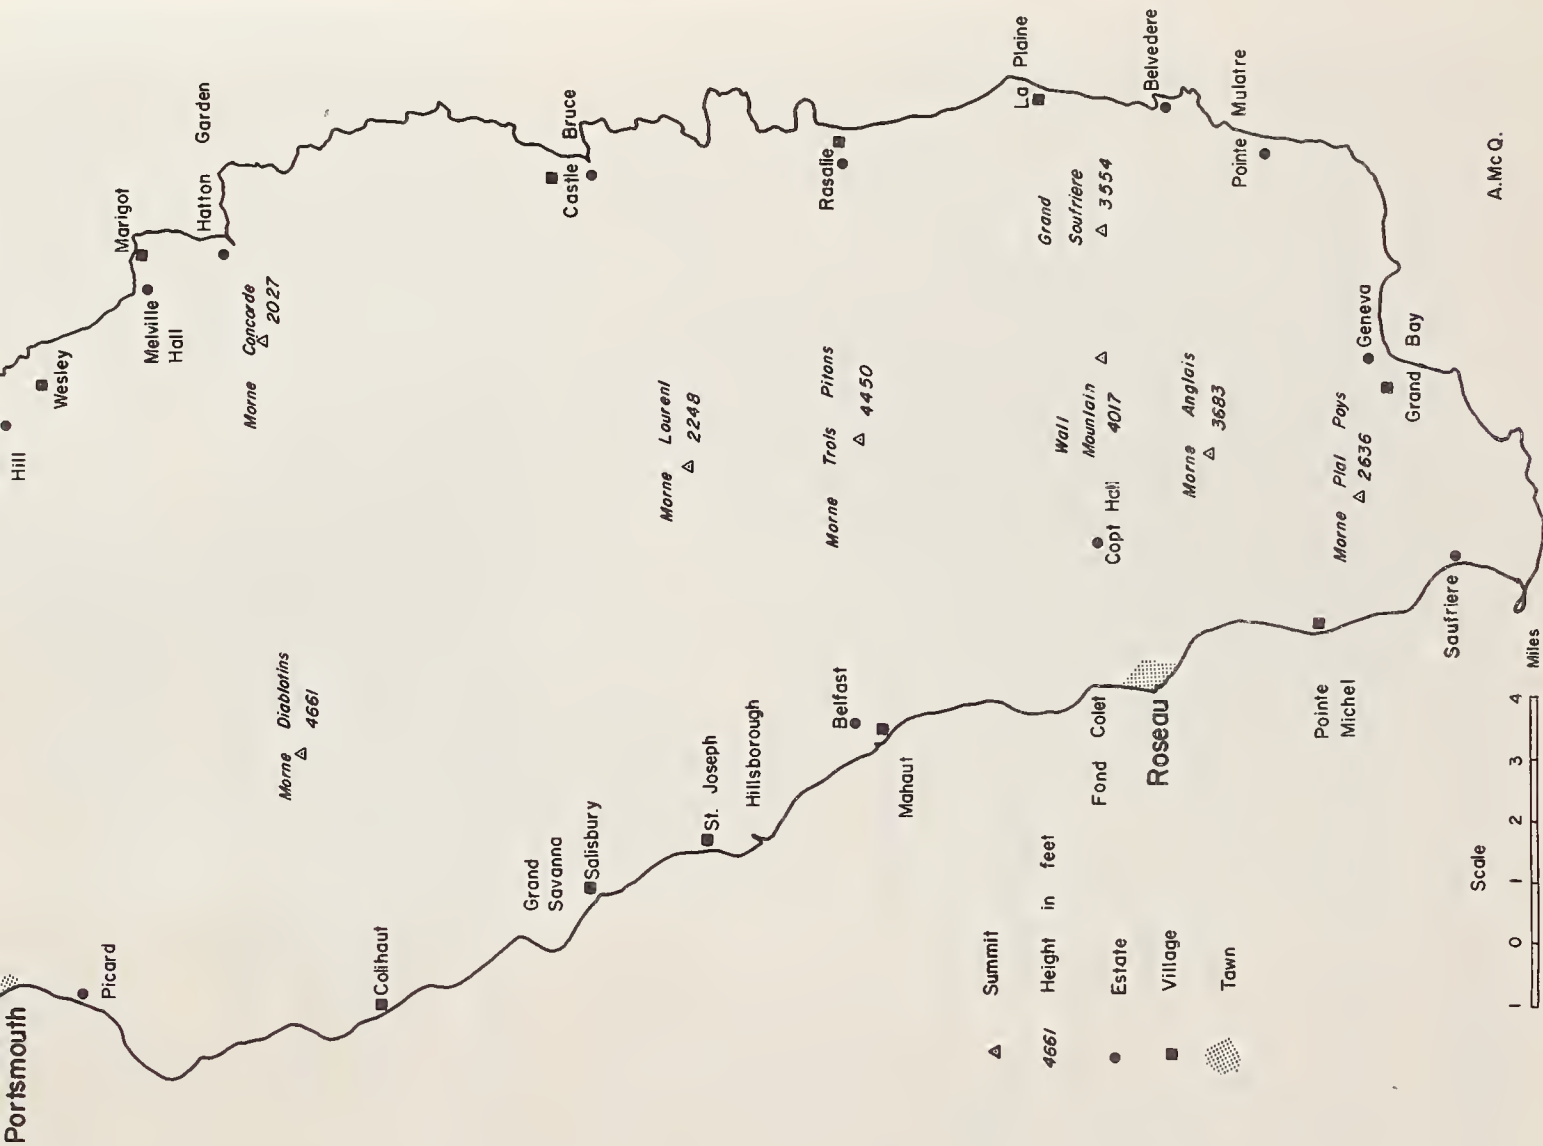 Portsmouth
Picard
Colihaut
Grand
Savanna
Salisbury
St. Joseph
Hillsborough
Belfast
Mahaut
Fond Colet
Roseau
Pointe
Michel
Saufriere
Hill
Wesley
Melville
Hall
Marigot
Hatton Garden
Morne Concorde
2027
Morne Diablotins
4661
Castle Bruce
Morne Laurent
2248
Rasalie
Morne Trois Pitons
4450
La Plaine
Grand
Soufriere
3554
Wall
Mountain
4017
Copt Hall
Belvedere
Morne Anglais
3683
Pointe Mulatre
Morne Plat Pays
2636
Geneva
Grand Bay
Summit
4661 Height in feet
Estate
Village
Tawn
Scale
1 0 1 2 3 4 Miles
A.McQ.